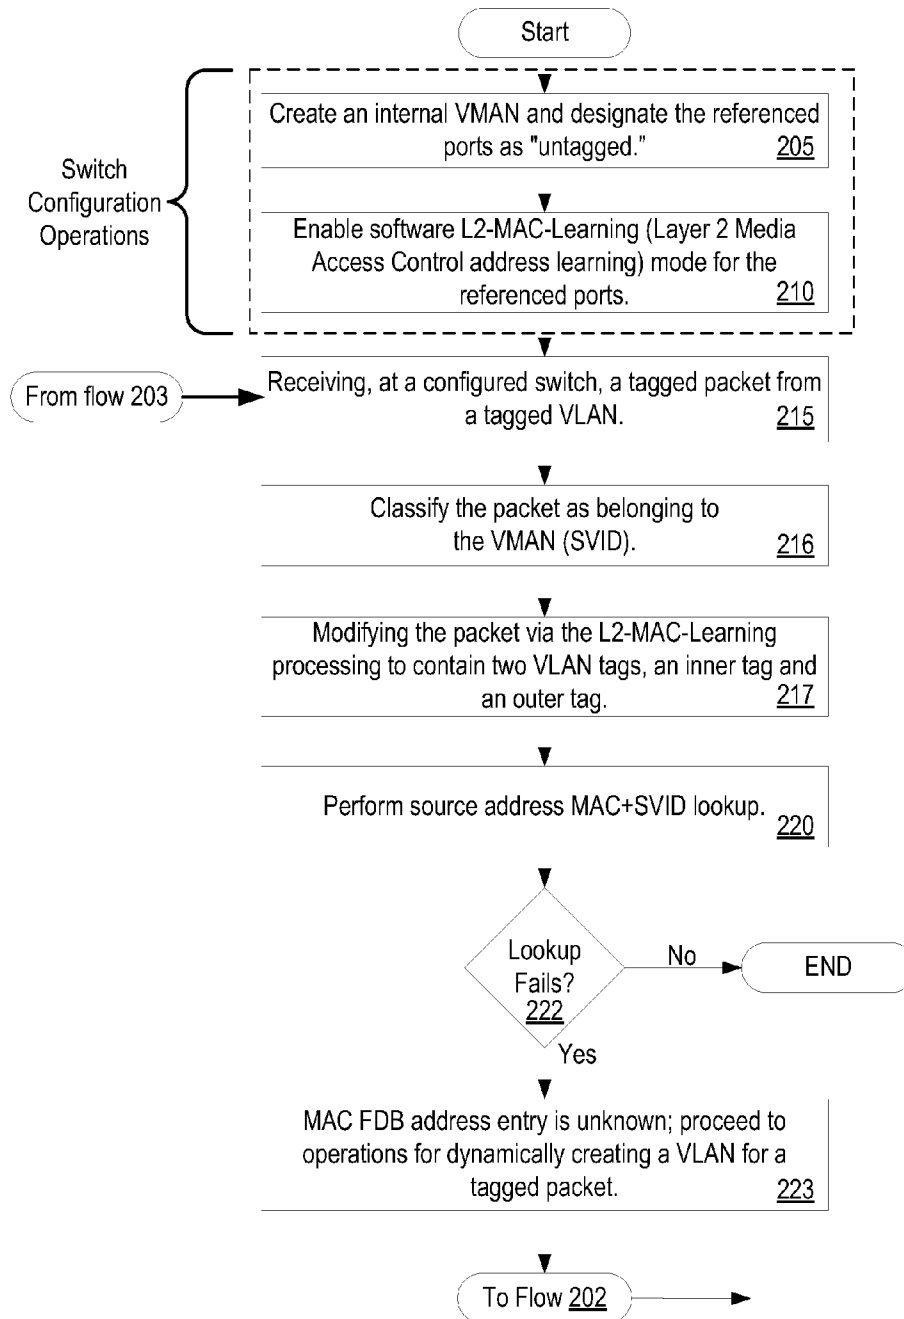 Start
Create an internal VMAN and designate the referenced
ports as "untagged.” 205
Switch
Configuration
Operations
Enable software L2-MAC-Learning (Layer 2 Media
Access Control address learning) mode for the
referenced ports. 210
From flow 203
Receiving, at a configured switch, a tagged packet from
a tagged VLAN. 215
Classify the packet as belonging to
the VMAN (SVID). 216
Modifying the packet via the L2-MAC-Learning
processing to contain two VLAN tags, an inner tag and
an outer tag. 217
Perform source address MAC+SVID lookup. 220
Lookup
Fails?
222
No
END
Yes
MAC FDB address entry is unknown; proceed to
operations for dynamically creating a VLAN for a
tagged packet. 223
To Flow 202